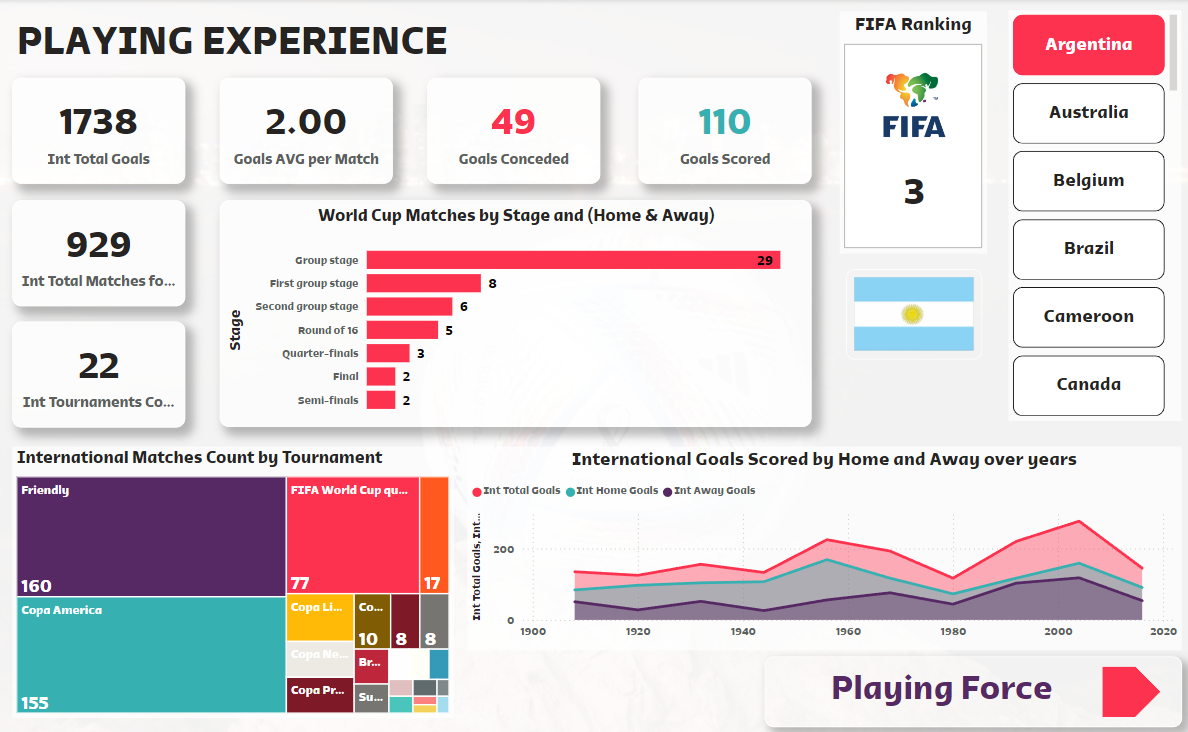 PLAYING EXPERIENCE
1738
Int Total Goals
2.00
Goals AVG per Match
49
Goals Conceded
110
Goals Scored
929
Int Total Matches fo...
22
Int Tournaments Co...
World Cup Matches by Stage and (Home & Away)
Stage
Group stage
29
First group stage
8
Second group stage
6
Round of 16
5
Quarter-finals
3
Final
2
Semi-finals
2
FIFA Ranking
FIFA
3
Argentina
Australia
Belgium
Brazil
Cameroon
Canada
International Matches Count by Tournament
Friendly
160
Copa America
155
FIFA World Cup qu...
77
17
Copa Li...
Co...
10
8
8
Copa Ne...
Br...
Copa Pr...
Su...
International Goals Scored by Home and Away over years
Int Total Goals
Int Home Goals
Int Away Goals
Int Total Goals, Int...
200
0
1900
1920
1940
1960
1980
2000
2020
Playing Force